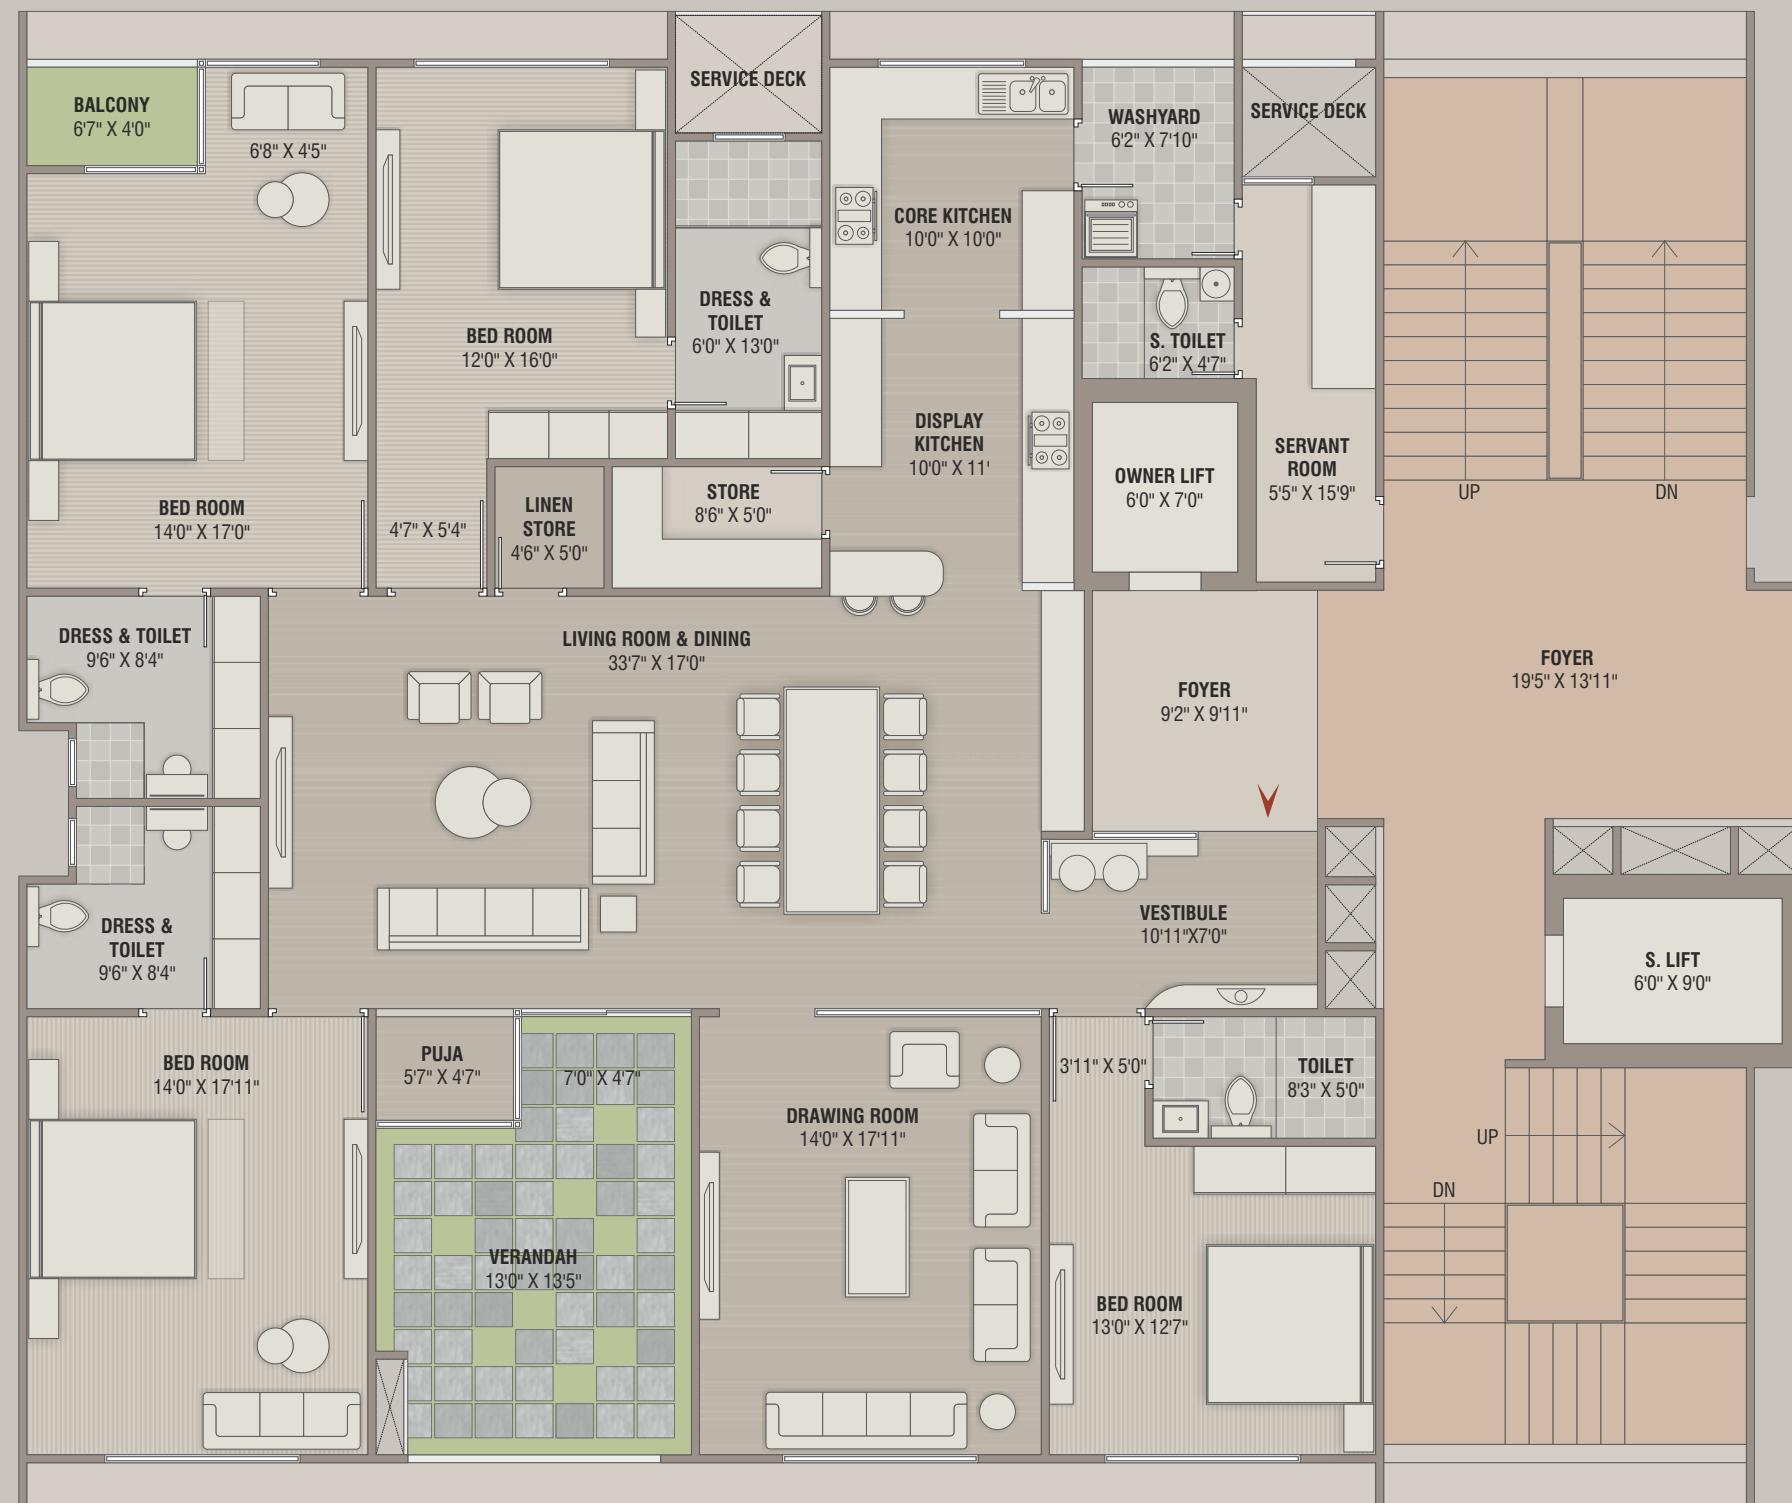 SERVICE DECK
BALCONY
6'7" X 4'0"
6'8" X 4'5"
WASHYARD
6'2" X 7'10"
SERVICE DECK
CORE KITCHEN
10'0" X 10'0"
DRESS &
TOILET
6'0" X 13'0"
BED ROOM
12'0" X 16'0"
S. TOILET
6'2" X 4'7"
DISPLAY
KITCHEN
10'0" X 11'
OWNER LIFT
6'0" X 7'0"
SERVANT
ROOM
5'5" X 15'9"
UP
DN
BED ROOM
14'0" X 17'0"
4'7" X 5'4"
LINEN
STORE
4'6" X 5'0"
STORE
8'6" X 5'0"
DRESS & TOILET
9'6" X 8'4"
LIVING ROOM & DINING
33'7" X 17'0"
FOYER
9'2" X 9'11"
FOYER
19'5" X 13'11"
DRESS &
TOILET
9'6" X 8'4"
VESTIBULE
10'11"X7'0"
S. LIFT
6'0" X 9'0"
BED ROOM
14'0" X 17'11"
PUJA
5'7" X 4'7"
7'0" X 4'7"
DRAWING ROOM
14'0" X 17'11"
3'11" X 5'0"
TOILET
8'3" X 5'0"
UP
DN
VERANDAH
13'0" X 13'5"
BED ROOM
13'0" X 12'7"